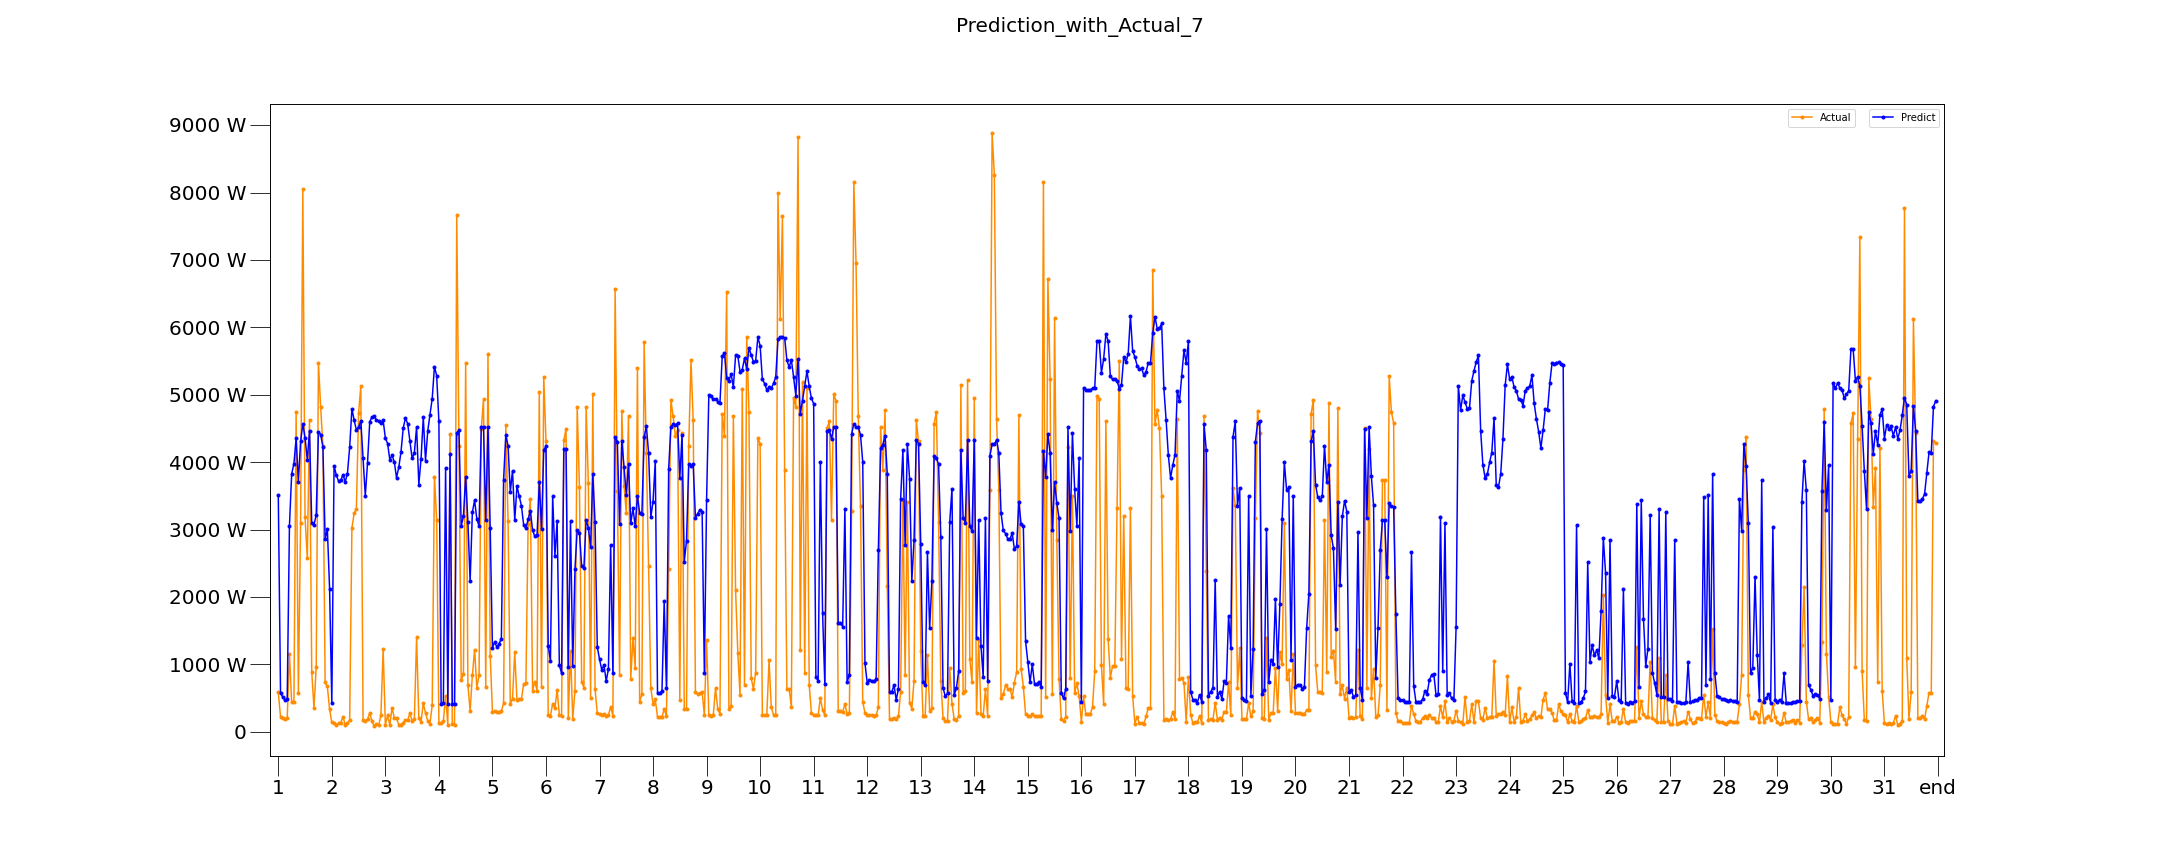 Prediction_with_Actual_7
Actual Predict
9000 W
8000 W
7000 W
6000 W
5000 W
4000 W
3000 W
2000 W
1000 W
0
1 2 3 4 5 6 7 8 9 10 11 12 13 14 15 16 17 18 19 20 21 22 23 24 25 26 27 28 29 30 31 end